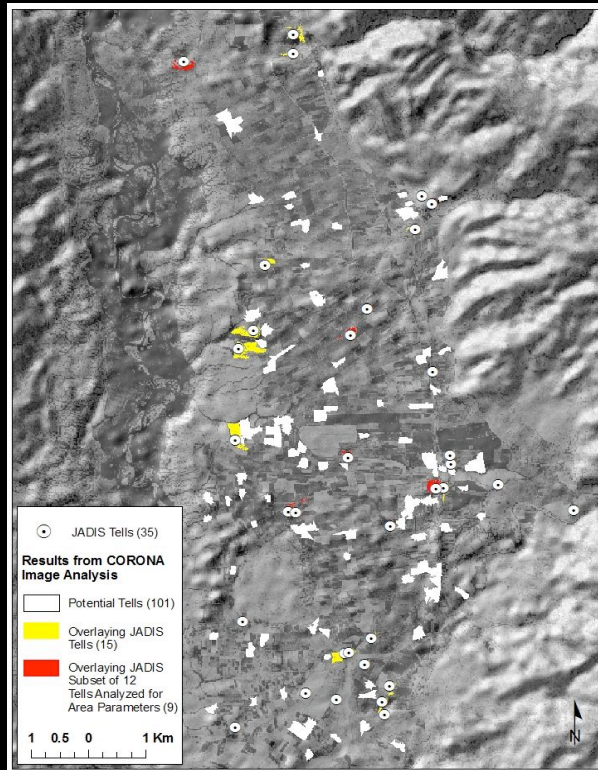 JADIS Tells (35)
Results from CORONA
Image Analysis
Potential Tells (101)
Overlaying JADIS
Tells (15)
Overlaying JADIS
Subset of 12
Tells Analyzed for
Area Parameters (9)
1 0.5 0 1 Km
N